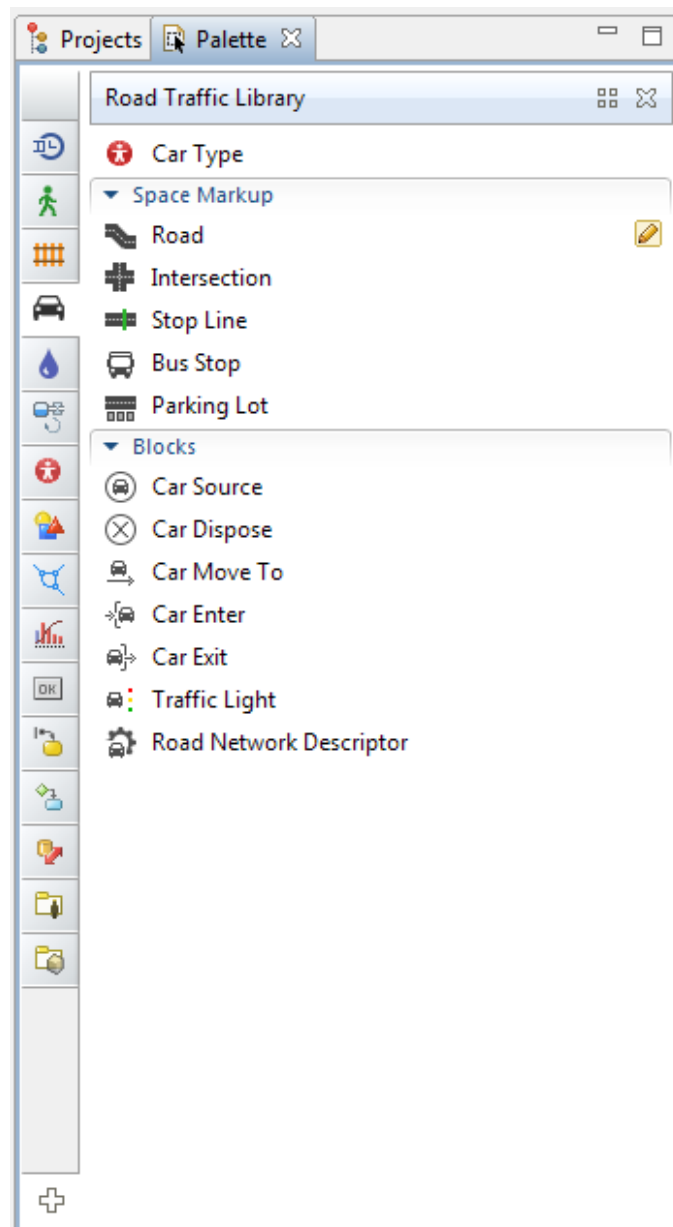 Projects Palette
Road Traffic Library
Car Type
Space Markup
Road
Intersection
Stop Line
Bus Stop
Parking Lot
Blocks
Car Source
Car Dispose
Car Move To
Car Enter
Car Exit
OK
Traffic Light
Road Network Descriptor